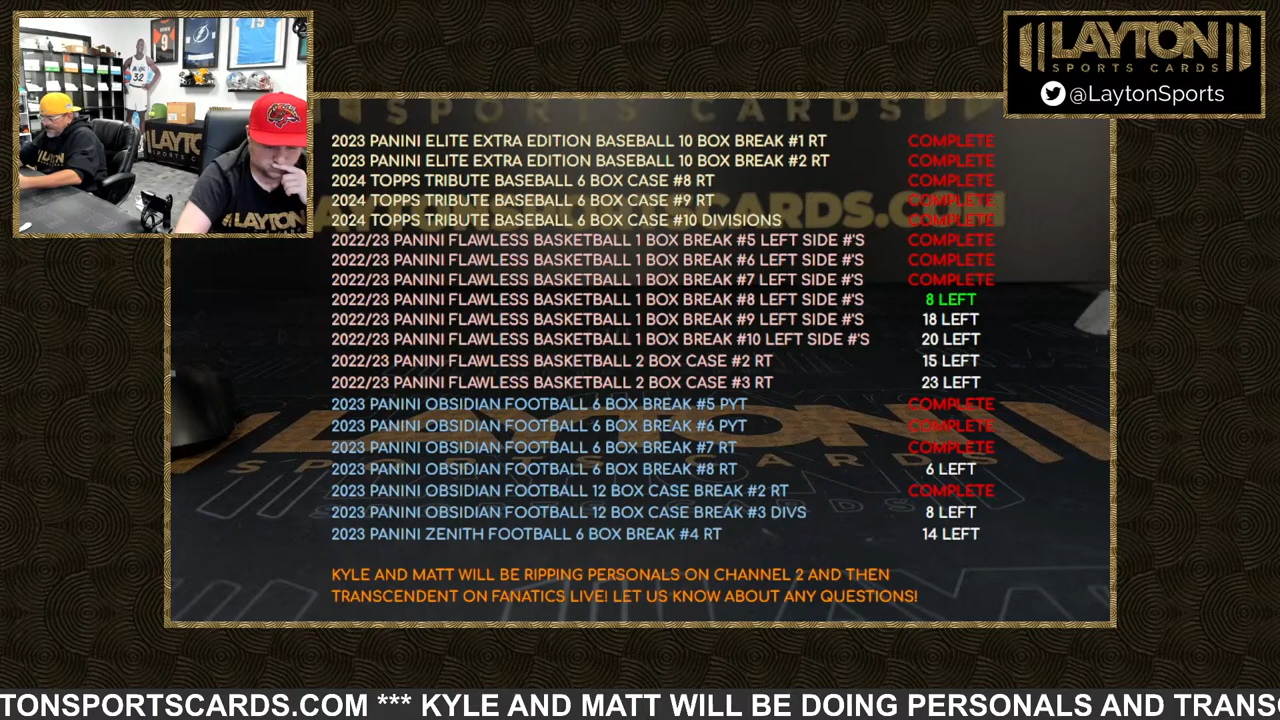 LAYTON
SPORTS CARDS
@LaytonSports
9
15
32
LAYTON
LAYTON
SPORTS CARDS
2023 PANINI ELITE EXTRA EDITION BASEBALL 10 BOX BREAK #1 RT COMPLETE
2023 PANINI ELITE EXTRA EDITION BASEBALL 10 BOX BREAK #2 RT COMPLETE
2024 TOPPS TRIBUTE BASEBALL 6 BOX CASE #8 RT COMPLETE
2024 TOPPS TRIBUTE BASEBALL 6 BOX CASE #9 RT COMPLETE
2024 TOPPS TRIBUTE BASEBALL 6 BOX CASE #10 DIVISIONS COMPLETE
2022/23 PANINI FLAWLESS BASKETBALL 1 BOX BREAK #5 LEFT SIDE #'S COMPLETE
2022/23 PANINI FLAWLESS BASKETBALL 1 BOX BREAK #6 LEFT SIDE #'S COMPLETE
2022/23 PANINI FLAWLESS BASKETBALL 1 BOX BREAK #7 LEFT SIDE #'S COMPLETE
2022/23 PANINI FLAWLESS BASKETBALL 1 BOX BREAK #8 LEFT SIDE #'S 8 LEFT
2022/23 PANINI FLAWLESS BASKETBALL 1 BOX BREAK #9 LEFT SIDE #'S 18 LEFT
2022/23 PANINI FLAWLESS BASKETBALL 1 BOX BREAK #10 LEFT SIDE #'S 20 LEFT
2022/23 PANINI FLAWLESS BASKETBALL 2 BOX CASE #2 RT 15 LEFT
2022/23 PANINI FLAWLESS BASKETBALL 2 BOX CASE #3 RT 23 LEFT
2023 PANINI OBSIDIAN FOOTBALL 6 BOX BREAK #5 PYT COMPLETE
2023 PANINI OBSIDIAN FOOTBALL 6 BOX BREAK #6 PYT COMPLETE
2023 PANINI OBSIDIAN FOOTBALL 6 BOX BREAK #7 RT COMPLETE
2023 PANINI OBSIDIAN FOOTBALL 6 BOX BREAK #8 RT 6 LEFT
2023 PANINI OBSIDIAN FOOTBALL 12 BOX CASE BREAK #2 RT COMPLETE
2023 PANINI OBSIDIAN FOOTBALL 12 BOX CASE BREAK #3 DIVS 8 LEFT
2023 PANINI ZENITH FOOTBALL 6 BOX BREAK #4 RT 14 LEFT
KYLE AND MATT WILL BE RIPPING PERSONALS ON CHANNEL 2 AND THEN
TRANSCENDENT ON FANATICS LIVE! LET US KNOW ABOUT ANY QUESTIONS!
TONSPORTSCARDS.COM *** KYLE AND MATT WILL BE DOING PERSONALS AND TRANS